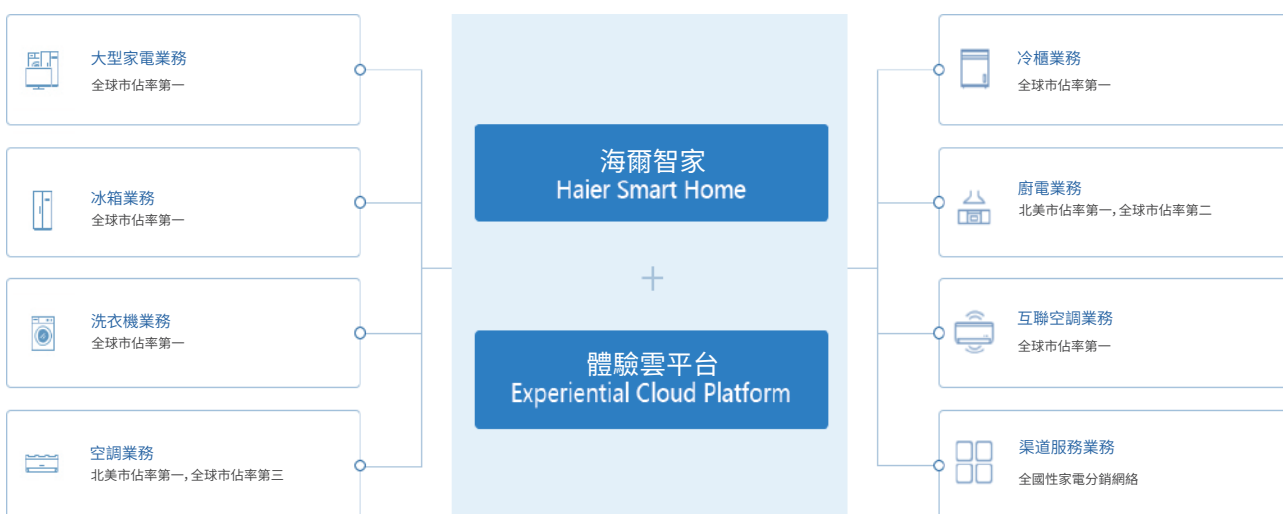 大型家電業務
全球市佔率第一
冰箱業務
全球市佔率第一
洗衣機業務
全球市佔率第一
空調業務
北美市佔率第一，全球市佔率第三
海爾智家
Haier Smart Home
+
體驗雲平台
Experiential Cloud Platform
冷櫃業務
全球市佔率第一
廚電業務
北美市佔率第一，全球市佔率第二
互聯空調業務
全球市佔率第一
渠道服務業務
全國性家電分銷網絡